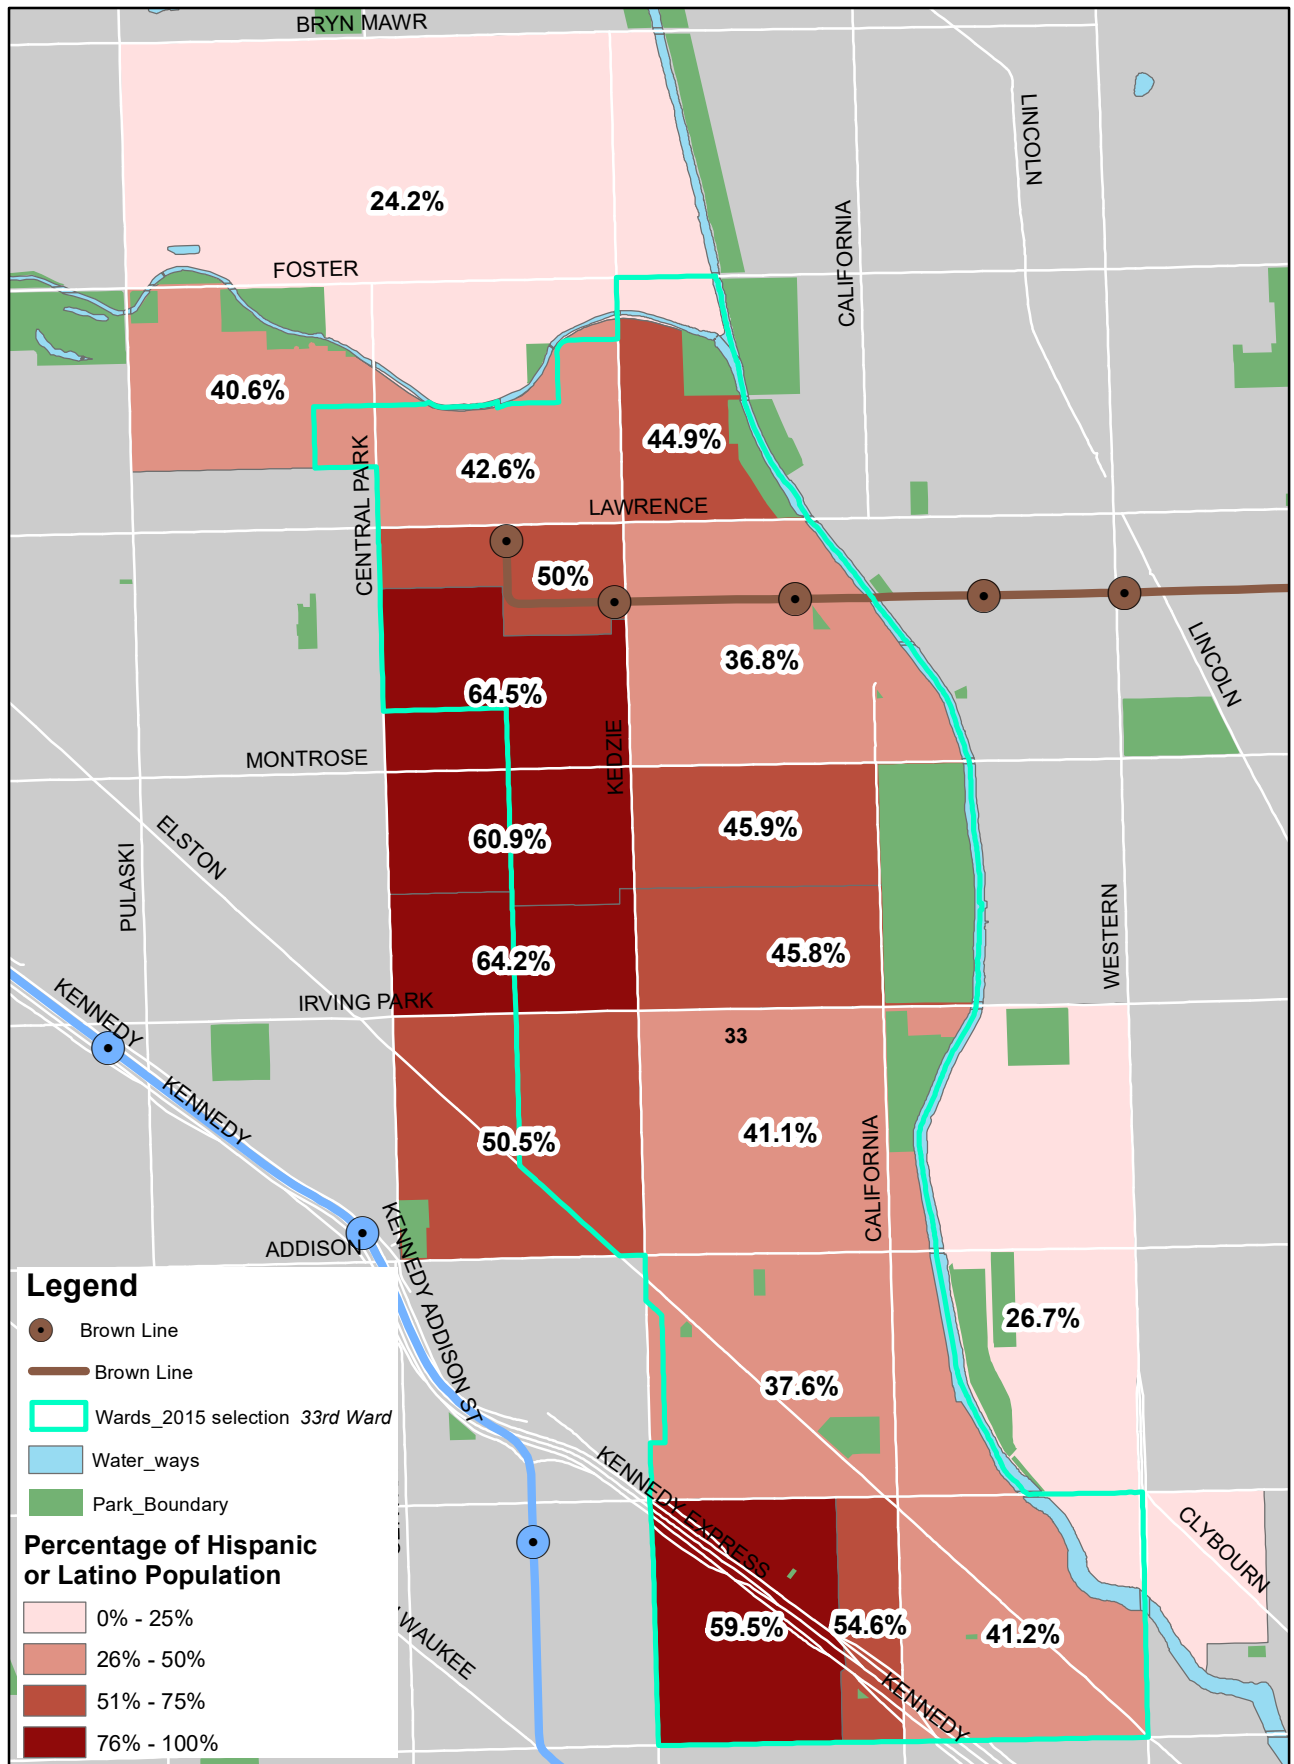 BRYN MAWR
LINCOLN
24.2%
CALIFORNIA
FOSTER
40.6%
44.9%
42.6%
CENTRAL PARK
LAWRENCE
50%
36.8%
LINCOLN
64.5%
MONTROSE
KEDZIE
ELSTON
60.9%
45.9%
PULASKI
WESTERN
64.2%
45.8%
KENNEDY
IRVING PARK
33
KENNEDY
50.5%
41.1%
CALIFORNIA
ADDISON
KENNEDY ADDISON ST
26.7%
37.6%
KENNEDY EXPRESS
CLYBOURN
59.5%
54.6%
41.2%
KENNEDY
WAUKEE
Legend
Brown Line
Brown Line
Wards_2015 selection 33rd Ward
Water_ways
Park_Boundary
Percentage of Hispanic
or Latino Population
0% - 25%
26% - 50%
51% - 75%
76% - 100%